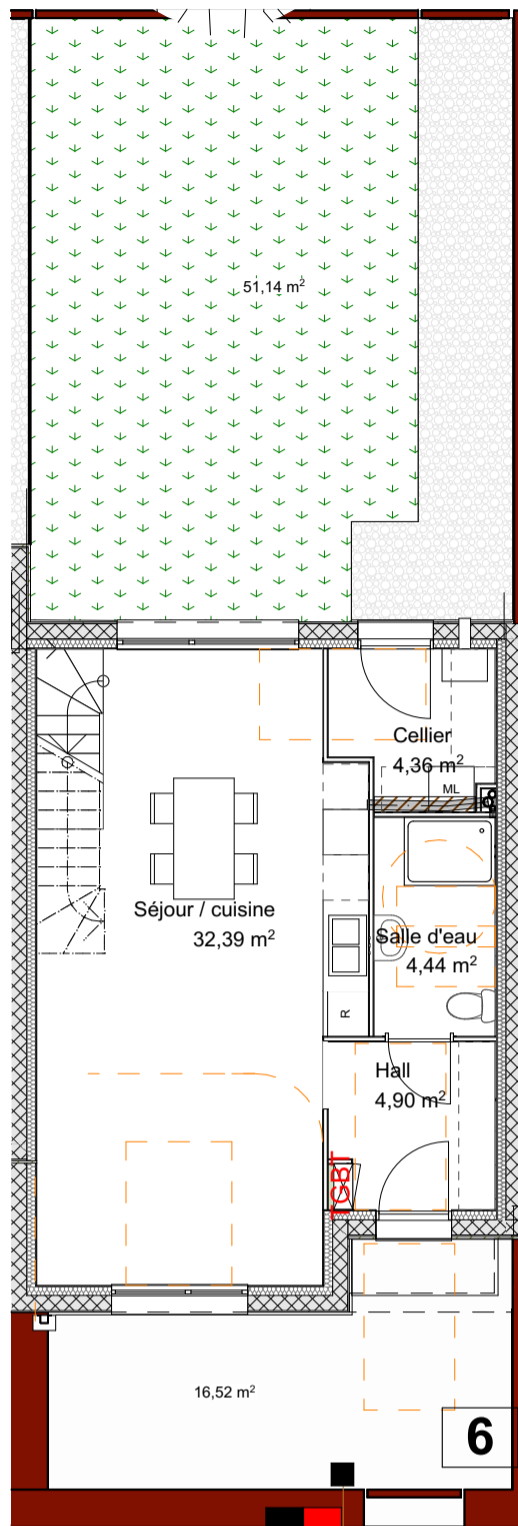 51,14 m²
Cellier
4,36 m²
ML
Séjour / cuisine
32,39 m²
Salle d'eau
4,44 m²
R
Hall
4,90 m²
TGBT
16,52 m²
6